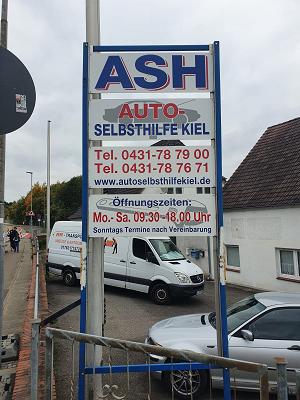 ASH
AUTO-
SELBSTHILFE KIEL
Tel. 0431-78 79 00
Tel. 0431-78 76 71
www.autoselbsthilfekiel.de
Öffnungszeiten:
Mo.- Sa. 09.30-18.00 Uhr
Sonntags Termine nach Vereinbarung